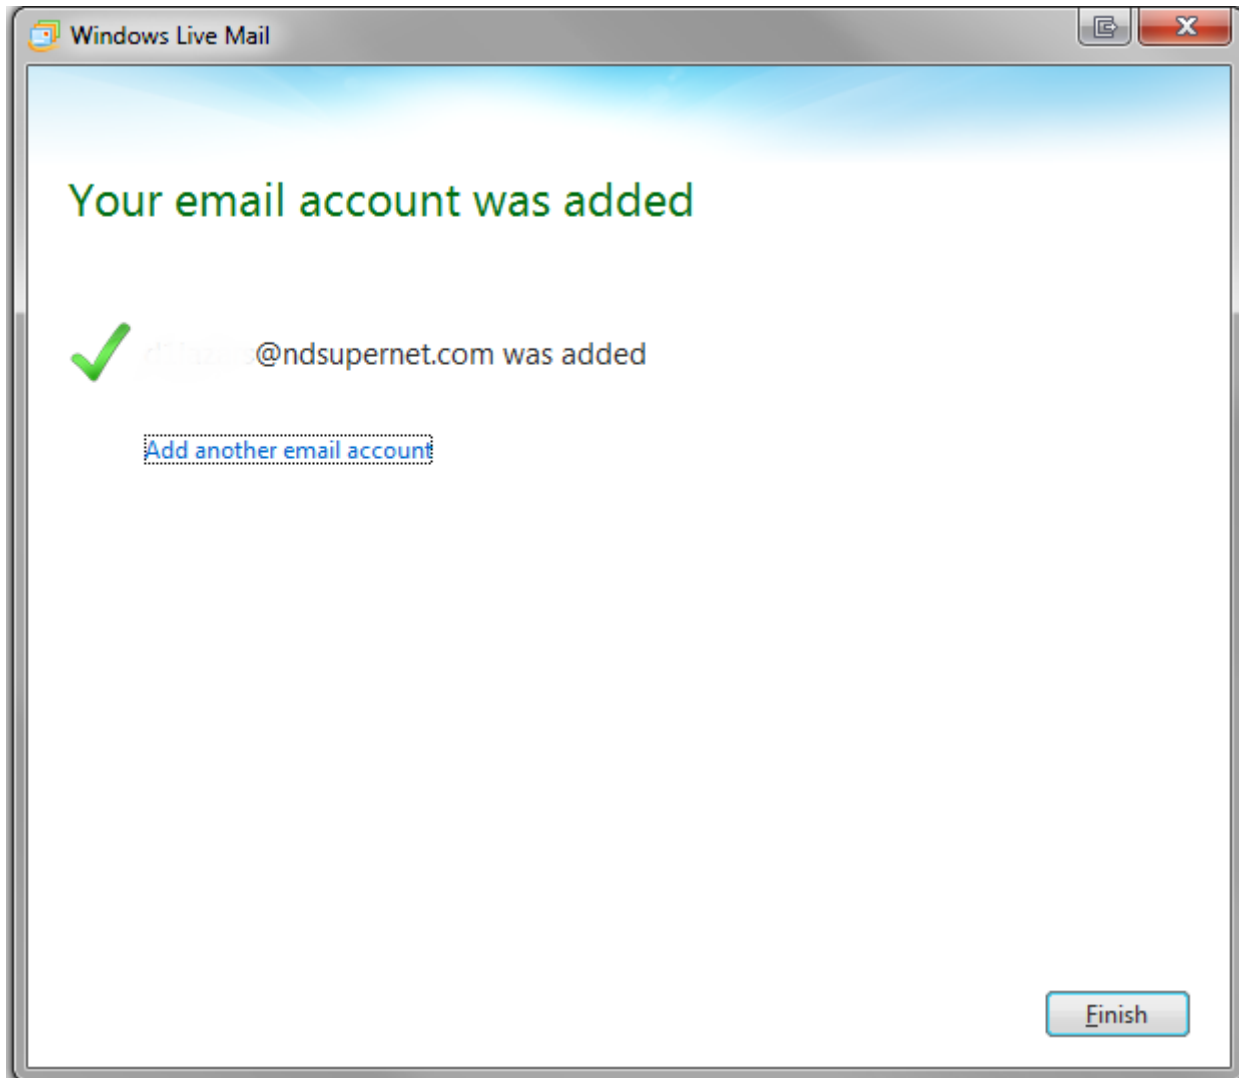 Windows Live Mail
Your email account was added
@ndsupernet.com was added
Add another email account
Finish